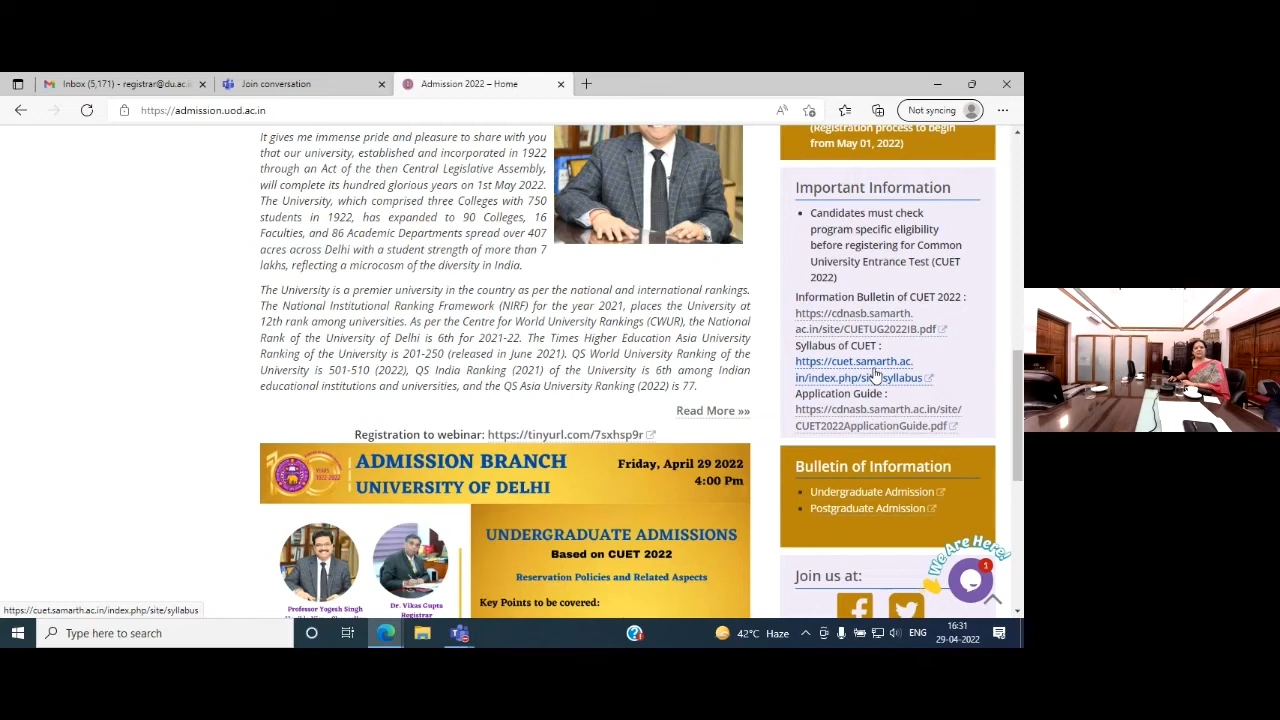 Inbox (5,171) - registrar@du.ac.i
Join conversation
Admission 2022 – Home
https://admission.uod.ac.in
Not syncing
It gives me immense pride and pleasure to share with you
that our university, established and incorporated in 1922
through an Act of the then Central Legislative Assembly,
will complete its hundred glorious years on 1st May 2022.
The University, which comprised three Colleges with 750
students in 1922, has expanded to 90 Colleges, 16
Faculties, and 86 Academic Departments spread over 407
acres across Delhi with a student strength of more than 7
lakhs, reflecting a microcosm of the diversity in India.
The University is a premier university in the country as per the national and international rankings.
The National Institutional Ranking Framework (NIRF) for the year 2021, places the University at
12th rank among universities. As per the Centre for World University Rankings (CWUR), the National
Rank of the University of Delhi is 6th for 2021-22. The Times Higher Education Asia University
Ranking of the University is 201-250 (released in June 2021). QS World University Ranking of the
University is 501-510 (2022), QS India Ranking (2021) of the University is 6th among Indian
educational institutions and universities, and the QS Asia University Ranking (2022) is 77.
Read More »»
Registration to webinar: https://tinyurl.com/7sxhsp9r
YEARS
1922-2022
ADMISSION BRANCH
UNIVERSITY OF DELHI
Friday, April 29 2022
4:00 Pm
UNDERGRADUATE ADMISSIONS
Based on CUET 2022
Reservation Policies and Related Aspects
Key Points to be covered:
Professor Yogesh Singh
Dr. Vikas Gupta
Registrar
(Registration process to begin
from May 01, 2022)
Important Information
• Candidates must check
program specific eligibility
before registering for Common
University Entrance Test (CUET
2022)
Information Bulletin of CUET 2022 :
https://cdnasb.samarth.
ac.in/site/CUETUG2022IB.pdf
Syllabus of CUET :
https://cuet.samarth.ac.
in/index.php/site/syllabus
Application Guide :
https://cdnasb.samarth.ac.in/site/
CUET2022ApplicationGuide.pdf
Bulletin of Information
• Undergraduate Admission
• Postgraduate Admission
We Are Here!
1
Join us at:
https://cuet.samarth.ac.in/index.php/site/syllabus
Type here to search
42°C Haze
ENG
16:31
29-04-2022